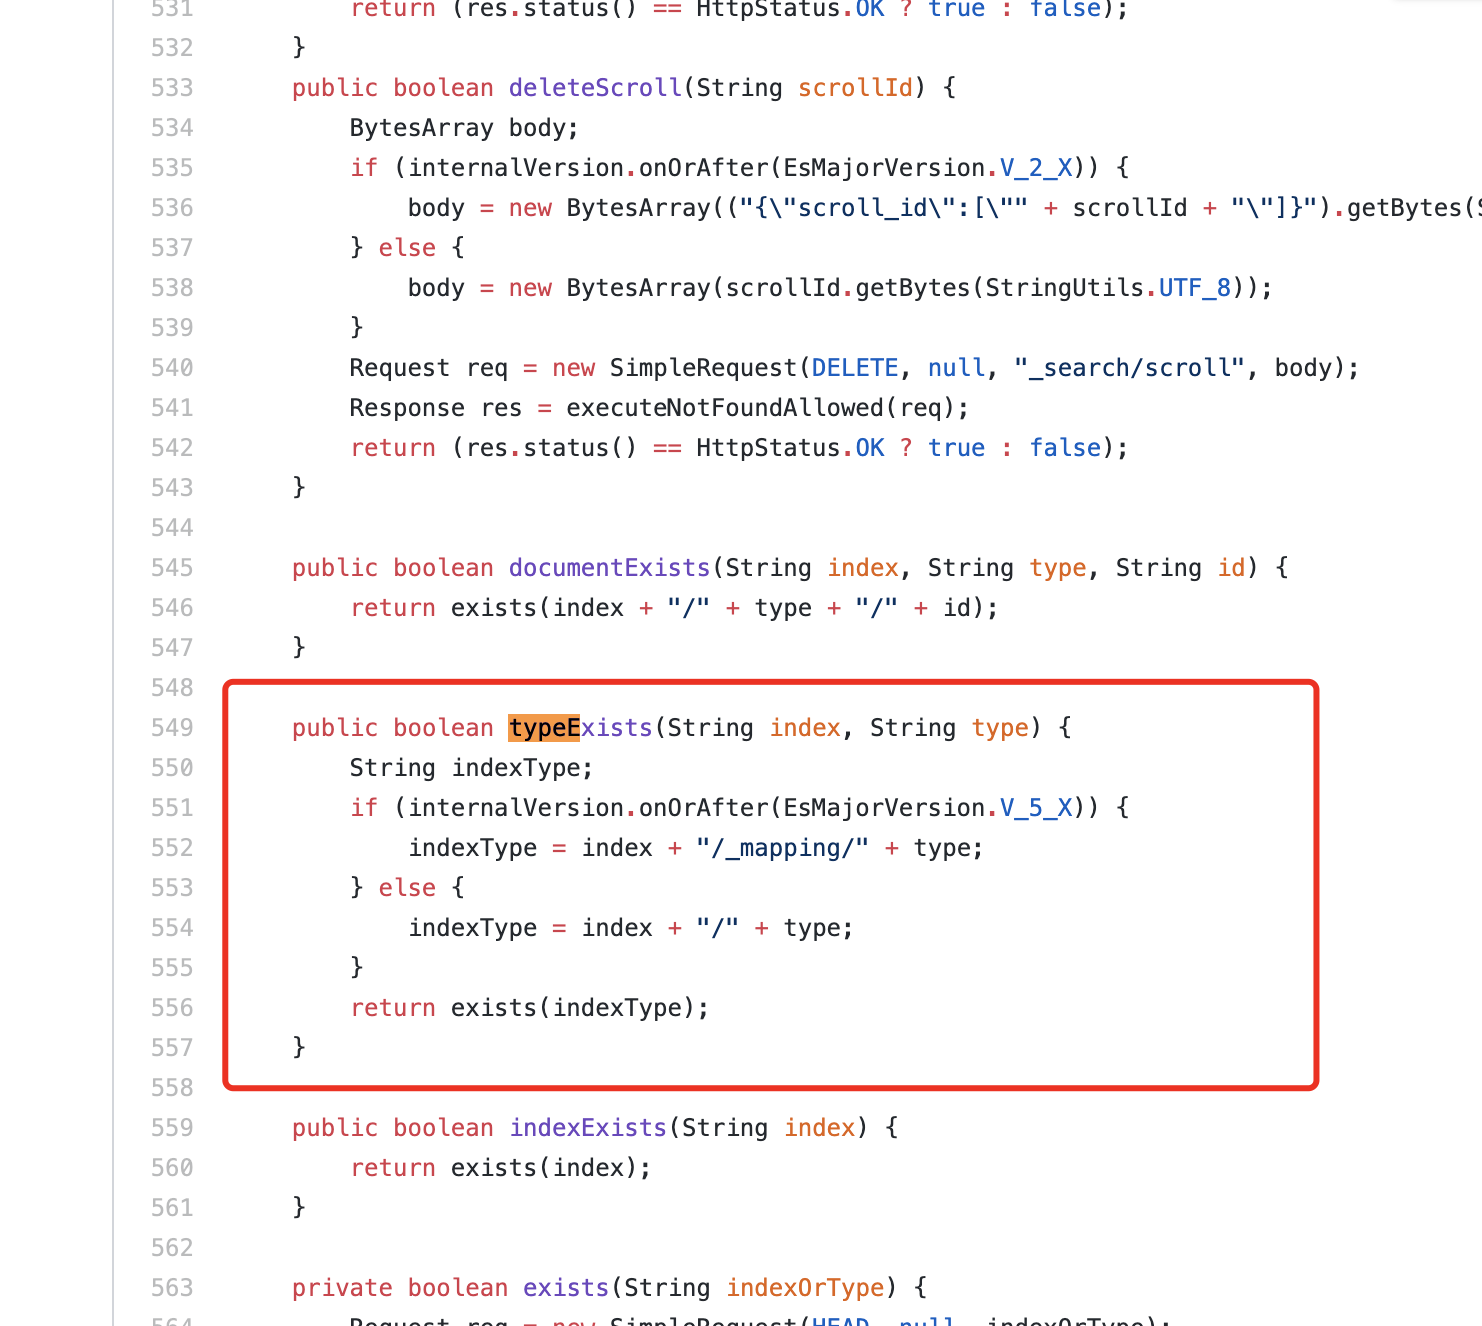 531 return (res.status() == HttpStatus.OK ? true : false);
532 }
533 public boolean deleteScroll(String scrollId) {
534 BytesArray body;
535 if (internalVersion.onOrAfter(EsMajorVersion.V_2_X)) {
536 body = new BytesArray(("{\"scroll_id\":[\"" + scrollId + "\"]}").getBytes(S
537 } else {
538 body = new BytesArray(scrollId.getBytes(StringUtils.UTF_8));
539 }
540 Request req = new SimpleRequest(DELETE, null, "_search/scroll", body);
541 Response res = executeNotFoundAllowed(req);
542 return (res.status() == HttpStatus.OK ? true : false);
543 }
544
545 public boolean documentExists(String index, String type, String id) {
546 return exists(index + "/" + type + "/" + id);
547 }
548
549 public boolean typeExists(String index, String type) {
550 String indexType;
551 if (internalVersion.onOrAfter(EsMajorVersion.V_5_X)) {
552 indexType = index + "/_mapping/" + type;
553 } else {
554 indexType = index + "/" + type;
555 }
556 return exists(indexType);
557 }
558
559 public boolean indexExists(String index) {
560 return exists(index);
561 }
562
563 private boolean exists(String indexOrType) {
564 Request req = new SimpleRequest(HEAD, null, indexOrType);